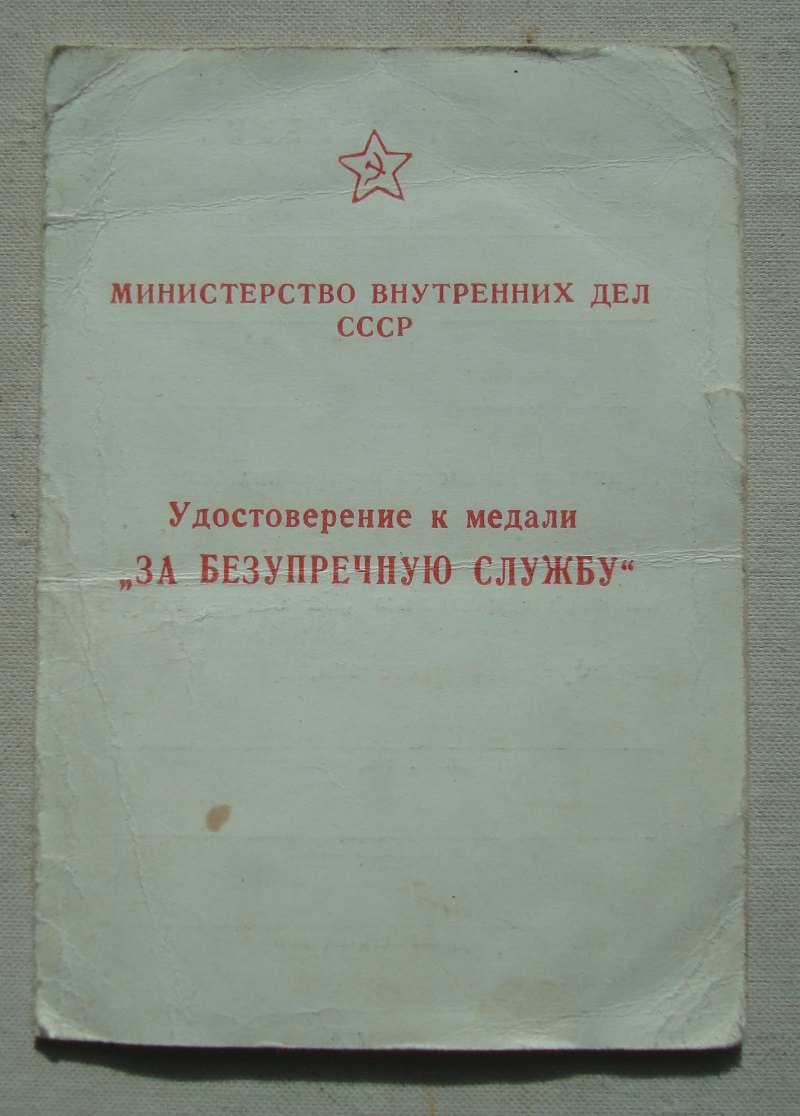 МИНИСТЕРСТВО ВНУТРЕННИХ ДЕЛ
СССР
Удостоверение к медали
„ЗА БЕЗУПРЕЧНУЮ СЛУЖБУ“